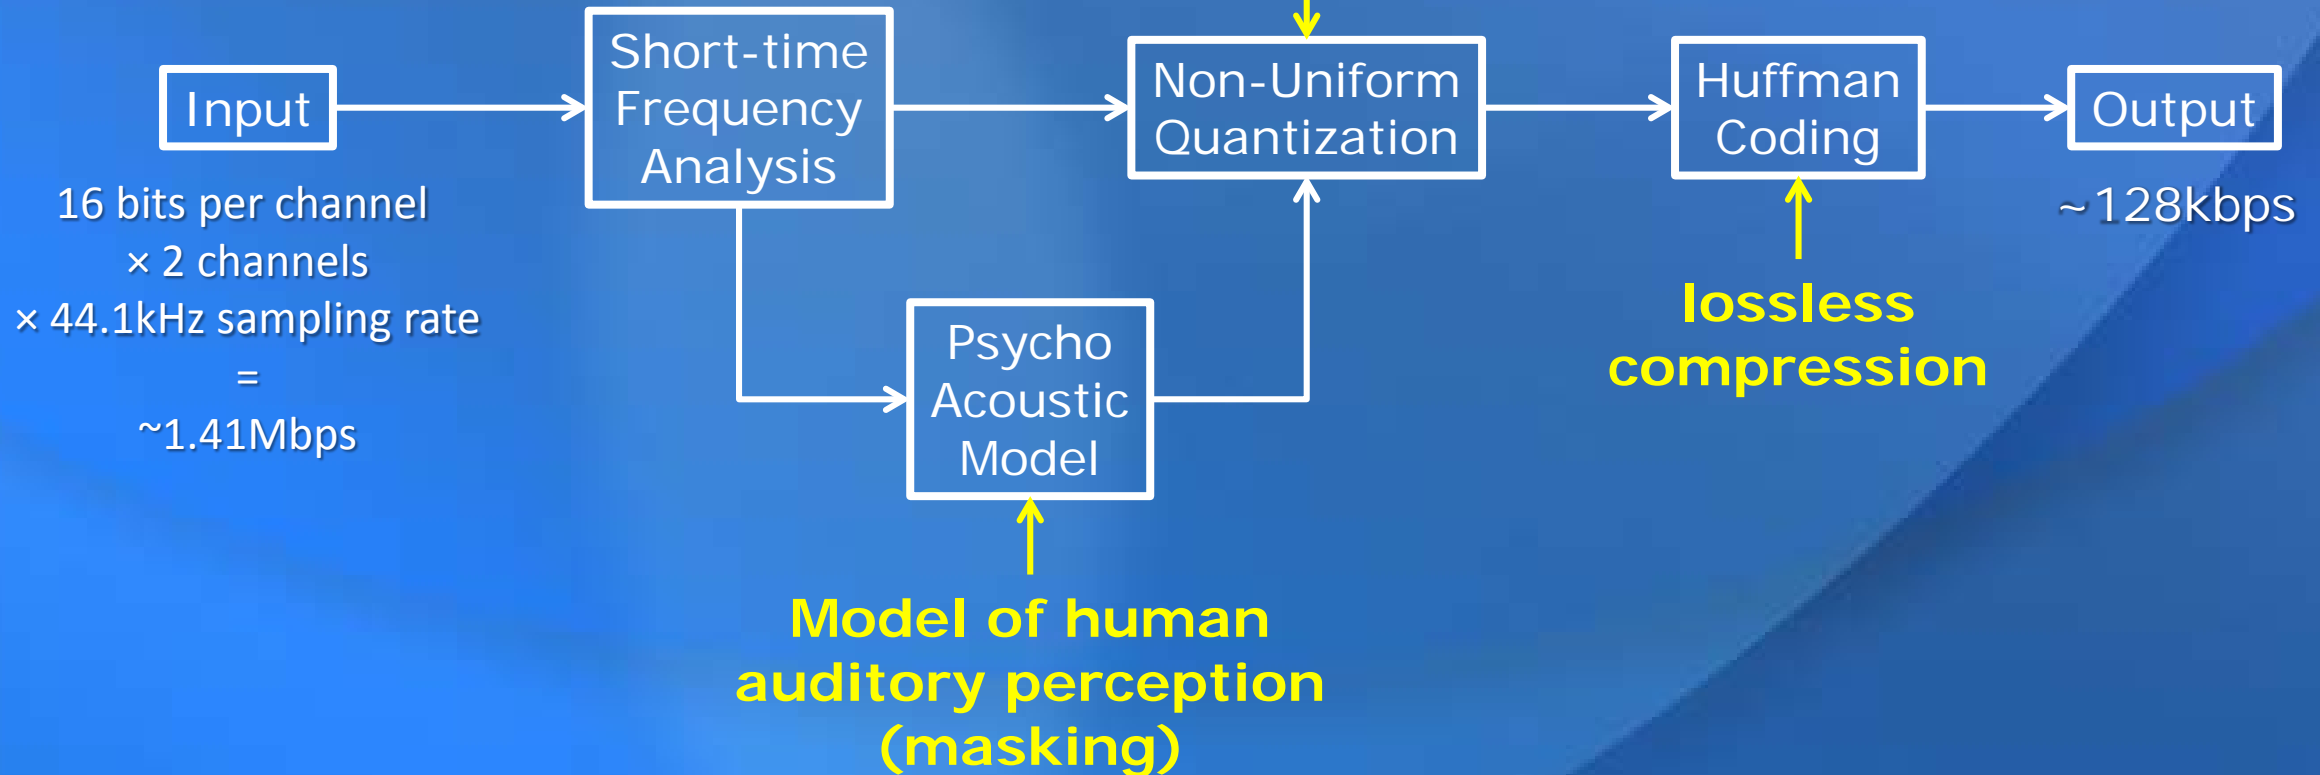 Input
16 bits per channel
× 2 channels
× 44.1kHz sampling rate
=
~1.41Mbps
Short-time
Frequency
Analysis
Psycho
Acoustic
Model
Model of human
auditory perception
(masking)
Non-Uniform
Quantization
Huffman
Coding
lossless
compression
Output
~128kbps